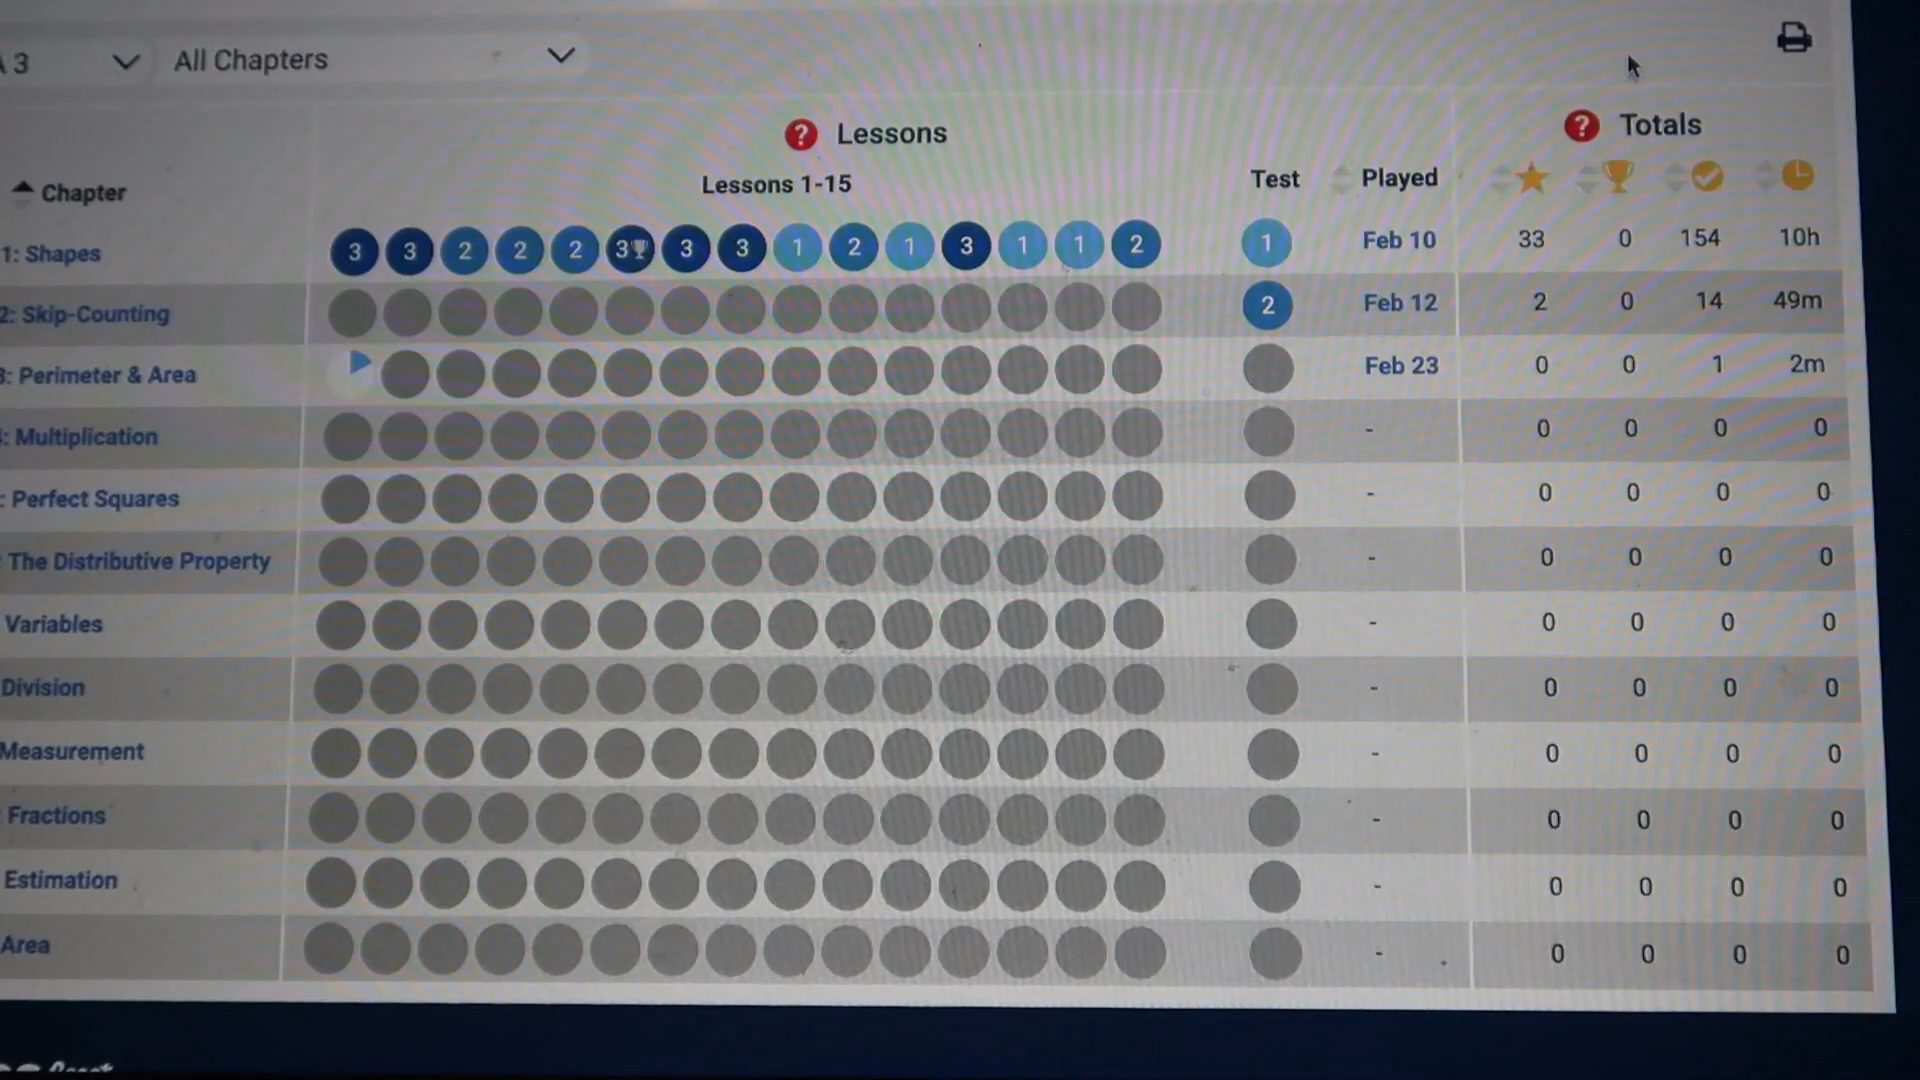 A 3 All Chapters
? Lessons ? Totals
Chapter Lessons 1-15 Test Played
1: Shapes 3 3 2 2 2 3 3 3 1 2 1 3 1 1 2 1 Feb 10 33 0 154 10h
2: Skip-Counting 2 Feb 12 2 0 14 49m
3: Perimeter & Area Feb 23 0 0 1 2m
: Multiplication - 0 0 0 0
: Perfect Squares - 0 0 0 0
The Distributive Property - 0 0 0 0
Variables - 0 0 0 0
Division - 0 0 0 0
Measurement - 0 0 0 0
Fractions - 0 0 0 0
Estimation - 0 0 0 0
Area - 0 0 0 0